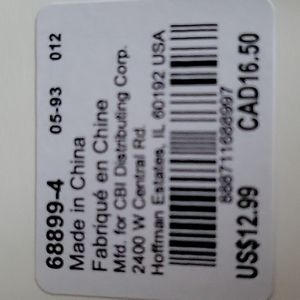 68899-4 05-93 012
Made in China
Fabriqué en Chine
Mfd. for CBI Distributing Corp.
2400 W Central Rd.
Hoffman Estates, IL 60192 USA
US$12.99 CAD16.50